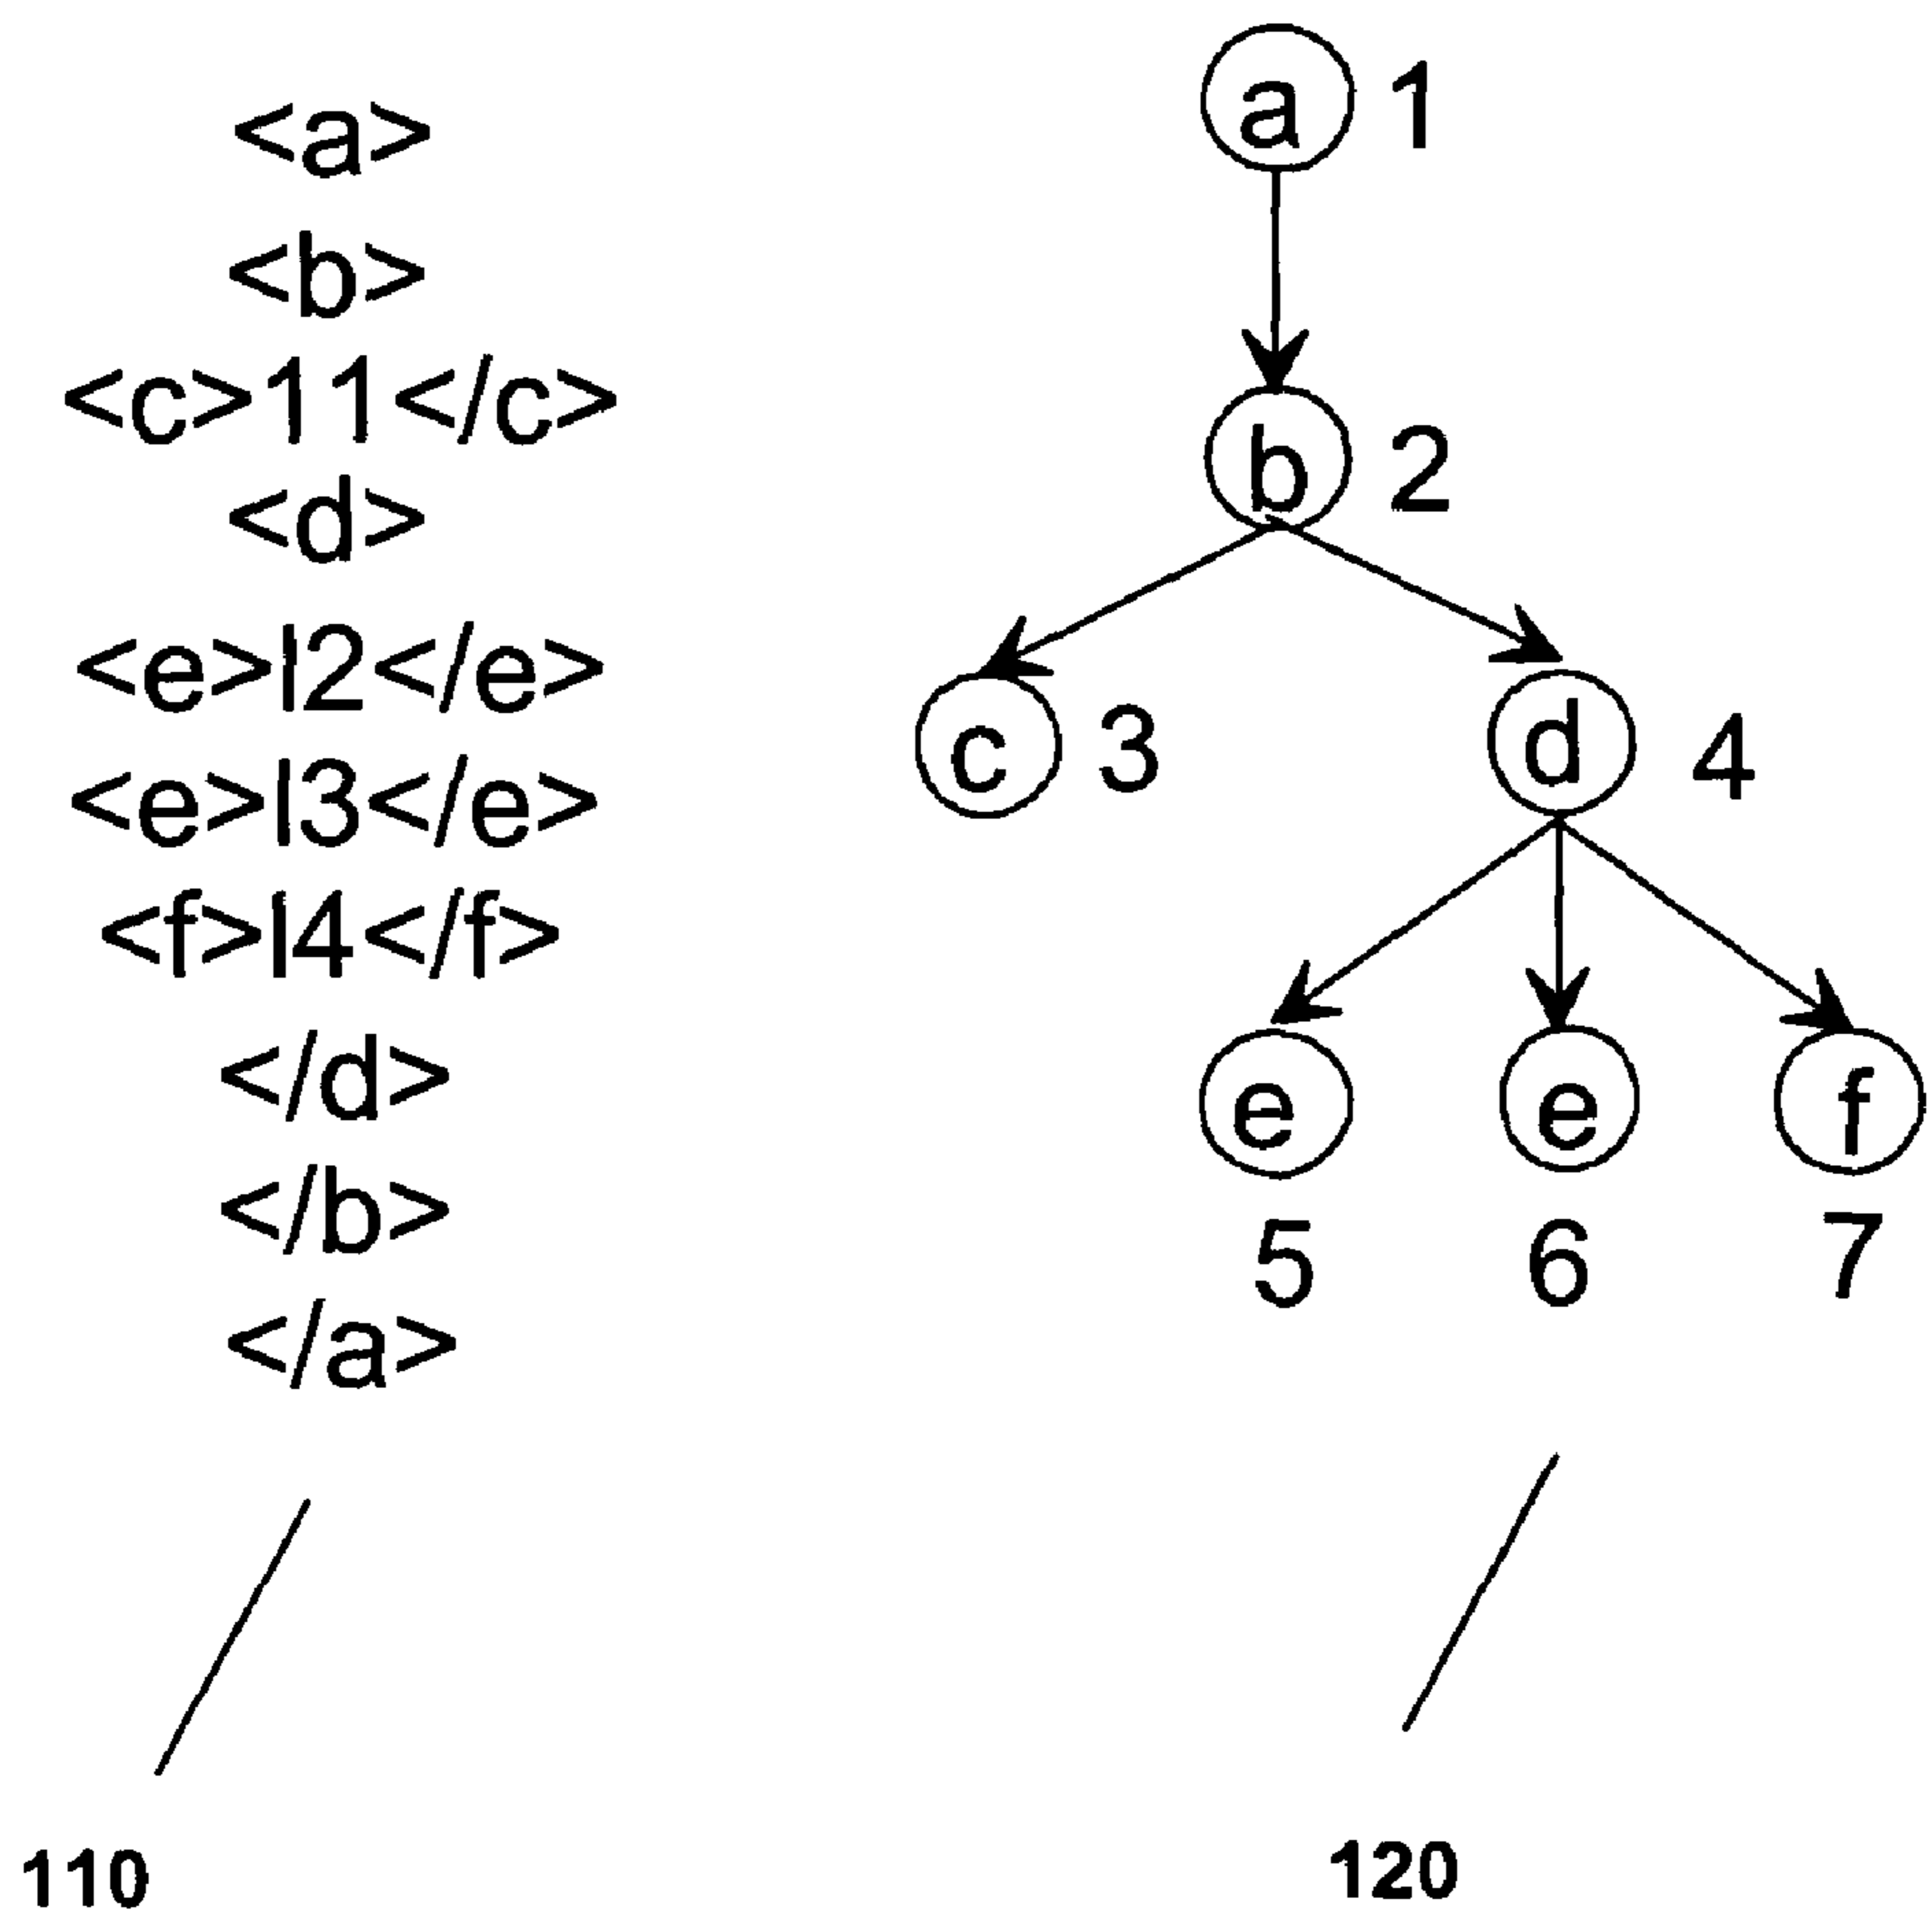 <a>
<b>
<c>11</c>
<d>
<e>l2</e>
<e>l3</e>
<f>l4</f>
</d>
</b>
</a>
110
a 1
b 2
c 3
d 4
e e f
5 6 7
120